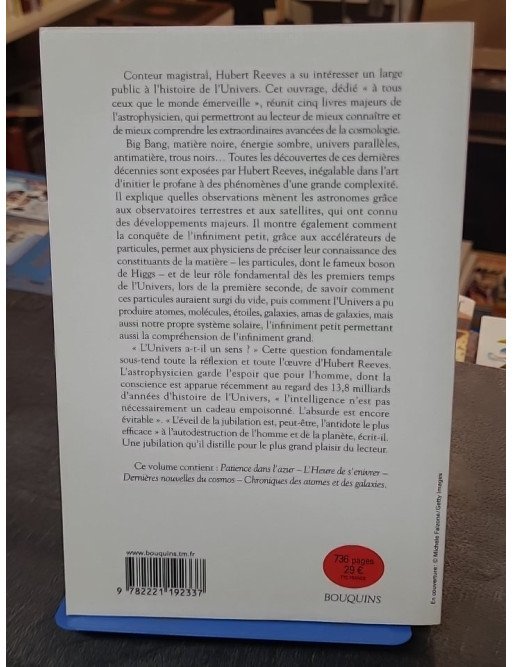 Conteur magistral, Hubert Reeves a su intéresser un large
public à l'histoire de l'Univers. Cet ouvrage, dédié « à tous
ceux que le monde émerveille », réunit cinq livres majeurs de
l'astrophysicien, qui permettront au lecteur de mieux connaître et
de mieux comprendre les extraordinaires avancées de la cosmologie.
Big Bang, matière noire, énergie sombre, univers parallèles,
antimatière, trous noirs... Toutes les découvertes de ces dernières
décennies sont exposées par Hubert Reeves, inégalable dans l'art
d'initier le profane à des phénomènes d'une grande complexité.
Il explique quelles observations mènent les astronomes grâce
aux observatoires terrestres et aux satellites, qui ont connu
des développements majeurs. Il montre également comment
la conquête de l'infiniment petit, grâce aux accélérateurs de
particules, permet aux physiciens de préciser leur connaissance des
constituants de la matière – les particules, dont le fameux boson
de Higgs – et de leur rôle fondamental dès les premiers temps
de l'Univers, lors de la première seconde, de savoir comment
ces particules auraient surgi du vide, puis comment l'Univers a pu
produire atomes, molécules, étoiles, galaxies, amas de galaxies, mais
aussi notre propre système solaire, l'infiniment petit permettant
aussi la compréhension de l'infiniment grand.
« L'Univers a-t-il un sens ? » Cette question fondamentale
sous-tend toute la réflexion et toute l'œuvre d'Hubert Reeves.
L'astrophysicien garde l'espoir que pour l'homme, dont la
conscience est apparue récemment au regard des 13,8 milliards
d'années d'histoire de l'Univers, « l'intelligence n'est pas
nécessairement un cadeau empoisonné. L'absurde est encore
évitable ». « L'éveil de la jubilation est, peut-être, l'antidote le plus
efficace » à l'autodestruction de l'homme et de la planète, écrit-il.
Une jubilation qu'il distille pour le plus grand plaisir du lecteur.
Ce volume contient : Patience dans l'azur – L'Heure de s'enivrer –
Dernières nouvelles du cosmos – Chroniques des atomes et des galaxies.
www.bouquins.tm.fr
9 782221 192337
736 pages
29 €
TTC FRANCE
BOUQUINS
En couverture : © Michele Falzone/Getty Images